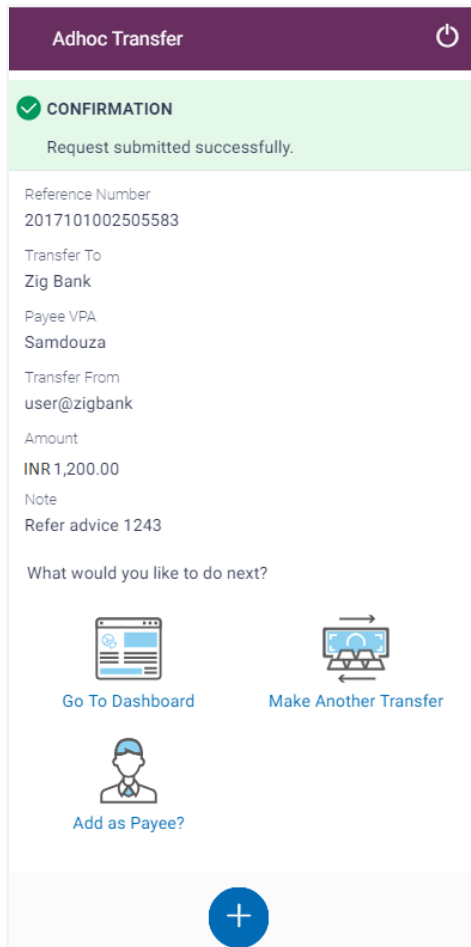 Adhoc Transfer
CONFIRMATION
Request submitted successfully.
Reference Number
2017101002505583
Transfer To
Zig Bank
Payee VPA
Samdouza
Transfer From
user@zigbank
Amount
INR 1,200.00
Note
Refer advice 1243
What would you like to do next?
Go To Dashboard
Make Another Transfer
Add as Payee?